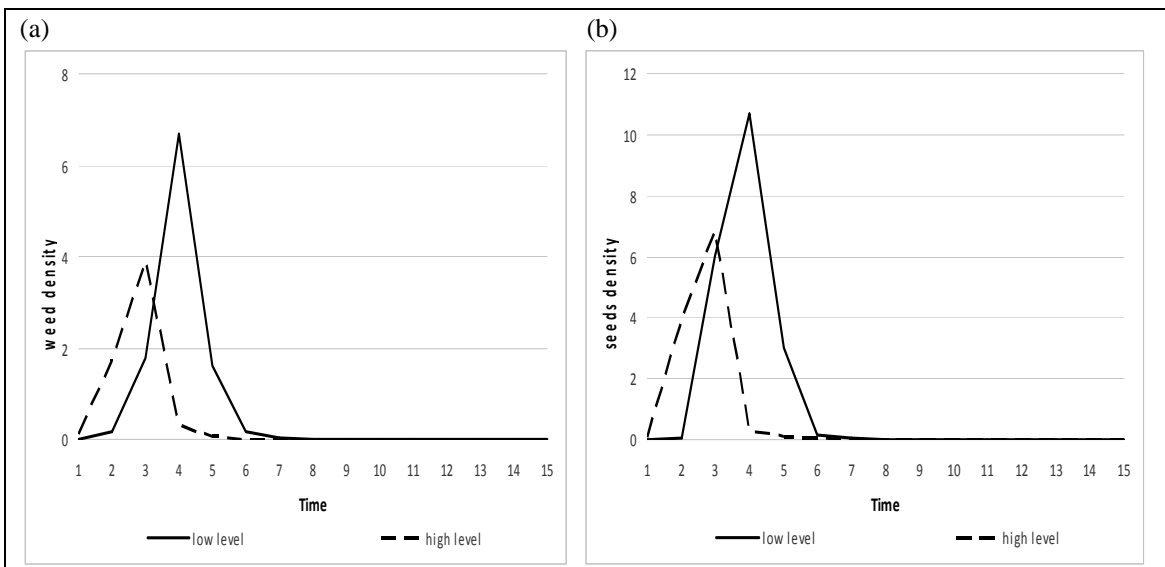 (a)
8
6
4
2
0
weed density
1 2 3 4 5 6 7 8 9 10 11 12 13 14 15
Time
low level high level
(b)
12
10
8
6
4
2
0
seeds density
1 2 3 4 5 6 7 8 9 10 11 12 13 14 15
Time
low level high level